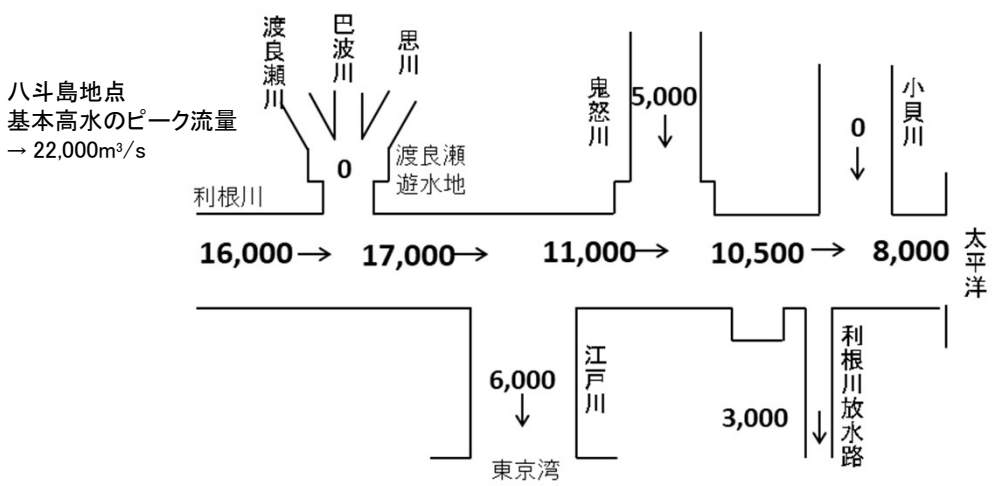 八斗島地点
基本高水のピーク流量
→ 22,000m³/s
渡良瀬川
巴波川
思川
0
渡良瀬
遊水地
鬼怒川
5,000
0
小貝川
利根川
16,000
17,000
11,000
10,500
8,000
太平洋
6,000
江戸川
3,000
利根川放水路
東京湾